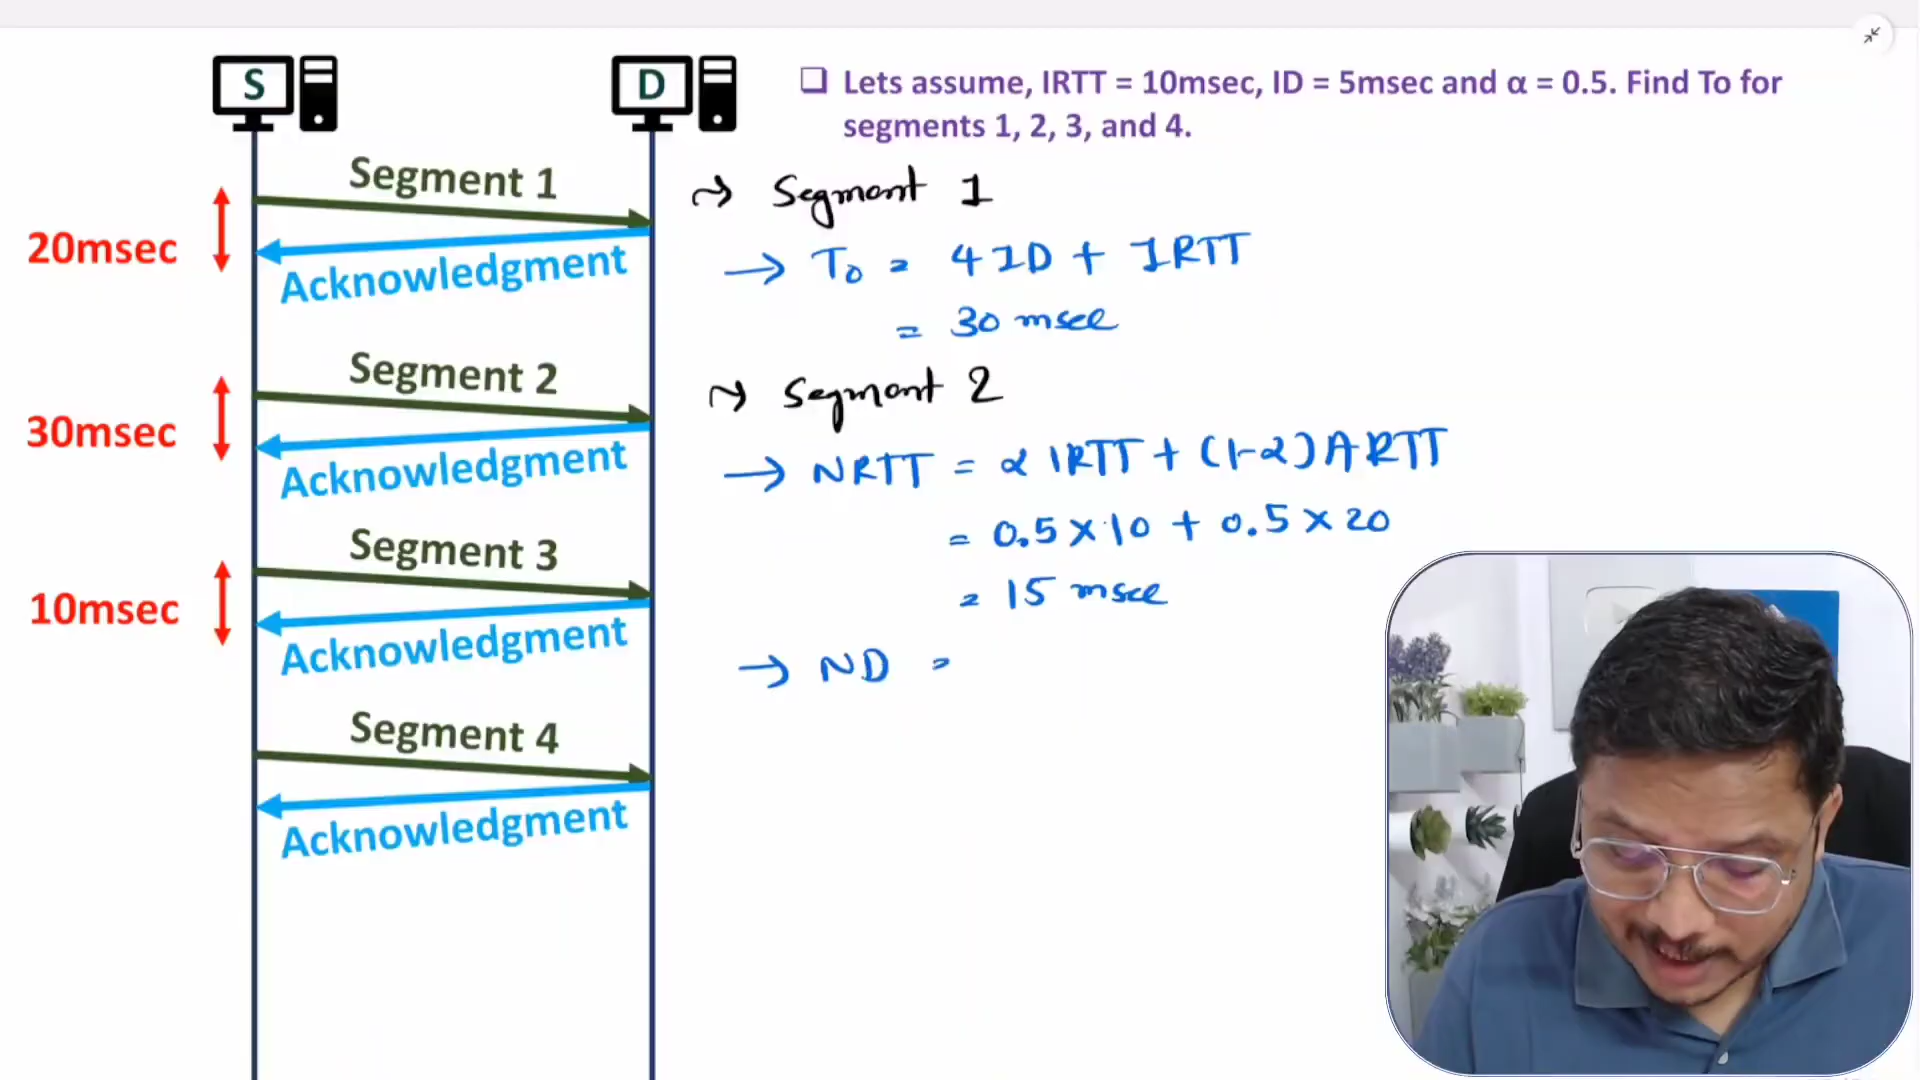 S
D
❑ Lets assume, IRTT = 10msec, ID = 5msec and α = 0.5. Find To for
segments 1, 2, 3, and 4.
Segment 1
20msec
Acknowledgment
Segment 2
30msec
Acknowledgment
Segment 3
10msec
Acknowledgment
Segment 4
Acknowledgment
↝ Segment 1
→ T₀ = 4ID + IRTT
= 30 msec
↝ Segment 2
→ NRTT = α IRTT + (1-α)ARTT
= 0.5 × 10 + 0.5 × 20
= 15 msec
→ ND =